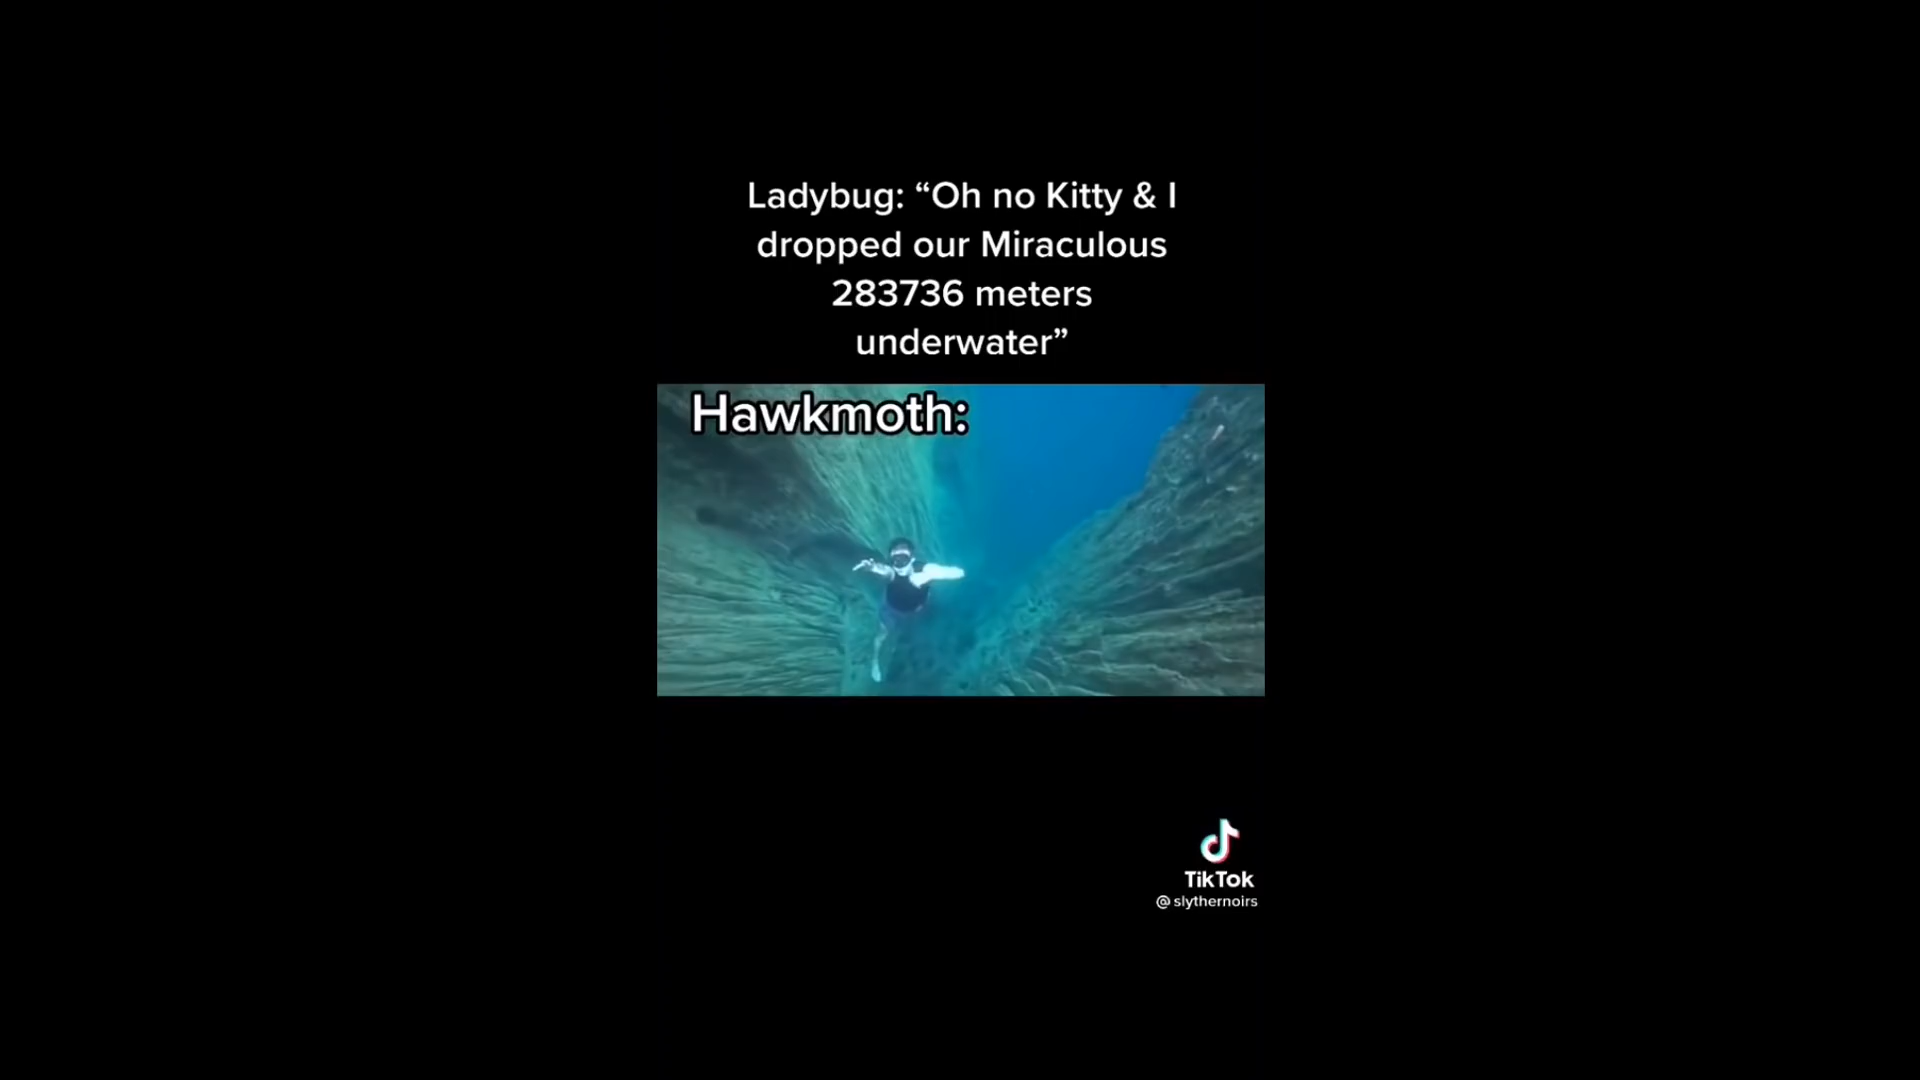 Ladybug: “Oh no Kitty & I
dropped our Miraculous
283736 meters
underwater”
Hawkmoth:
TikTok
@slythernoirs